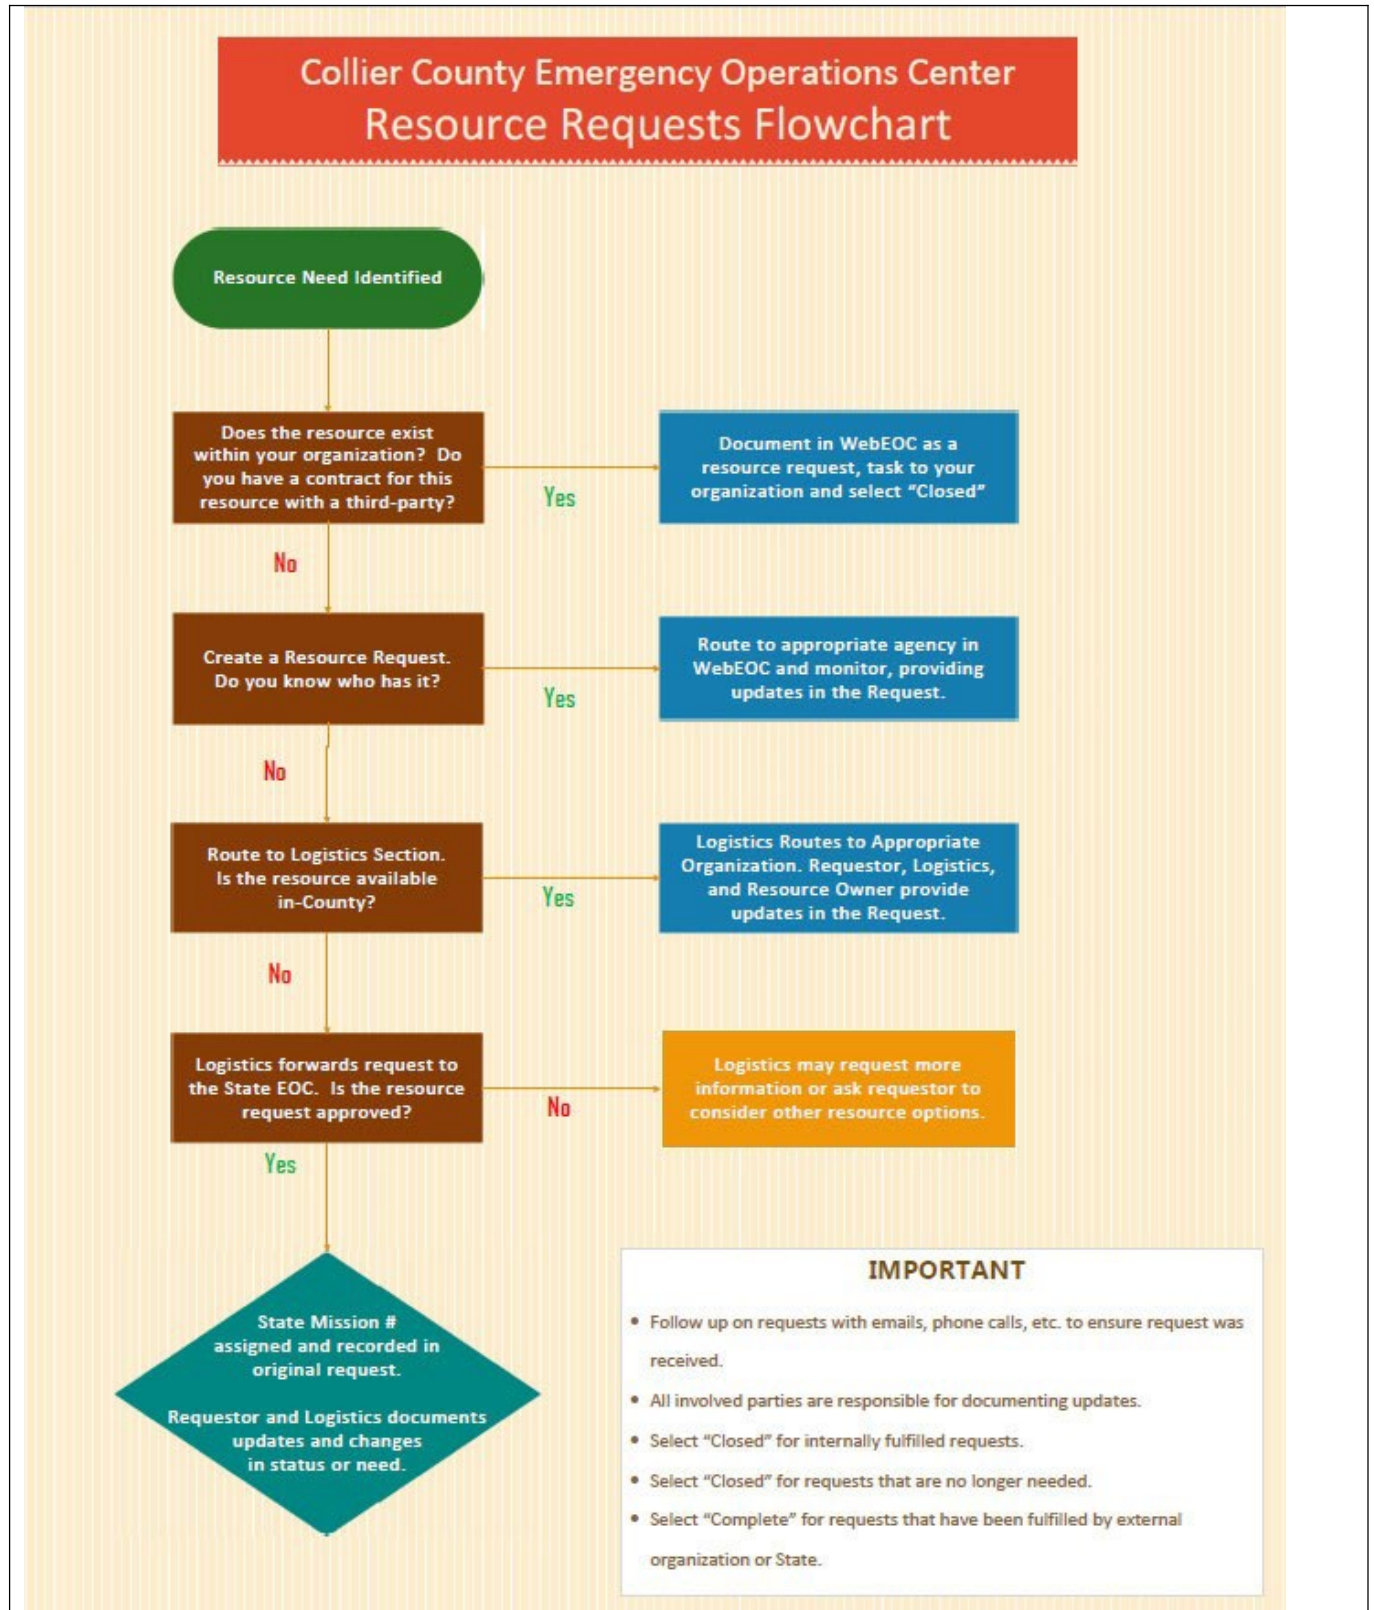 Collier County Emergency Operations Center
Resource Requests Flowchart
Resource Need Identified
Does the resource exist
within your organization? Do
you have a contract for this
resource with a third-party?
Yes
Document in WebEOC as a
resource request, task to your
organization and select “Closed”
No
Create a Resource Request.
Do you know who has it?
Yes
Route to appropriate agency in
WebEOC and monitor, providing
updates in the Request.
No
Route to Logistics Section.
Is the resource available
in-County?
Yes
Logistics Routes to Appropriate
Organization. Requestor, Logistics,
and Resource Owner provide
updates in the Request.
No
Logistics forwards request to
the State EOC. Is the resource
request approved?
No
Logistics may request more
information or ask requestor to
consider other resource options.
Yes
State Mission #
assigned and recorded in
original request.
Requestor and Logistics documents
updates and changes
in status or need.
IMPORTANT
• Follow up on requests with emails, phone calls, etc. to ensure request was
received.
• All involved parties are responsible for documenting updates.
• Select “Closed” for internally fulfilled requests.
• Select “Closed” for requests that are no longer needed.
• Select “Complete” for requests that have been fulfilled by external
organization or State.